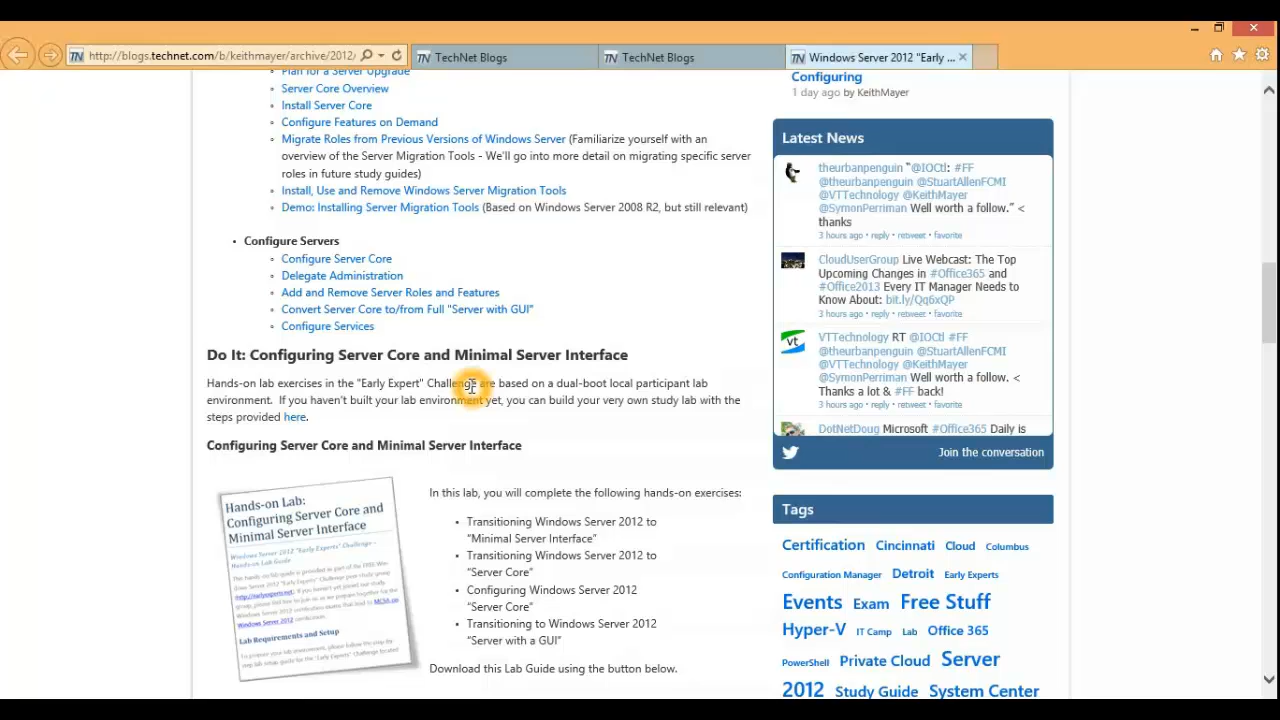 http://blogs.technet.com/b/keithmayer/archive/2012/
TechNet Blogs
TechNet Blogs
Windows Server 2012 "Early ...
Plan for a Server Upgrade
Server Core Overview
Install Server Core
Configure Features on Demand
Migrate Roles from Previous Versions of Windows Server (Familiarize yourself with an
overview of the Server Migration Tools - We'll go into more detail on migrating specific server
roles in future study guides)
Install, Use and Remove Windows Server Migration Tools
Demo: Installing Server Migration Tools (Based on Windows Server 2008 R2, but still relevant)
Configure Servers
Configure Server Core
Delegate Administration
Add and Remove Server Roles and Features
Convert Server Core to/from Full "Server with GUI"
Configure Services
Do It: Configuring Server Core and Minimal Server Interface
Hands-on lab exercises in the "Early Expert" Challenge are based on a dual-boot local participant lab
environment. If you haven't built your lab environment yet, you can build your very own study lab with the
steps provided here.
Configuring Server Core and Minimal Server Interface
Hands-on Lab:
Configuring Server Core and
Minimal Server Interface
Windows Server 2012 "Early Experts" Challenge –
Hands-on Lab Guide
Lab Requirements and Setup
In this lab, you will complete the following hands-on exercises:
Transitioning Windows Server 2012 to
"Minimal Server Interface"
Transitioning Windows Server 2012 to
"Server Core"
Configuring Windows Server 2012
"Server Core"
Transitioning to Windows Server 2012
"Server with a GUI"
Download this Lab Guide using the button below.
Configuring
1 day ago by KeithMayer
Latest News
theurbanpenguin "@IOCtl: #FF
@theurbanpenguin @StuartAllenFCMI
@VTTechnology @KeithMayer
@SymonPerriman Well worth a follow." <
thanks
3 hours ago • reply • retweet • favorite
CloudUserGroup Live Webcast: The Top
Upcoming Changes in #Office365 and
#Office2013 Every IT Manager Needs to
Know About: bit.ly/Qq6xQP
3 hours ago • reply • retweet • favorite
VTTechnology RT @IOCtl #FF
@theurbanpenguin @StuartAllenFCMI
@VTTechnology @KeithMayer
@SymonPerriman Well worth a follow. <
Thanks a lot & #FF back!
3 hours ago • reply • retweet • favorite
DotNetDoug Microsoft #Office365 Daily is
Join the conversation
Tags
Certification Cincinnati Cloud Columbus
Configuration Manager Detroit Early Experts
Events Exam Free Stuff
Hyper-V IT Camp Lab Office 365
PowerShell Private Cloud Server
2012 Study Guide System Center